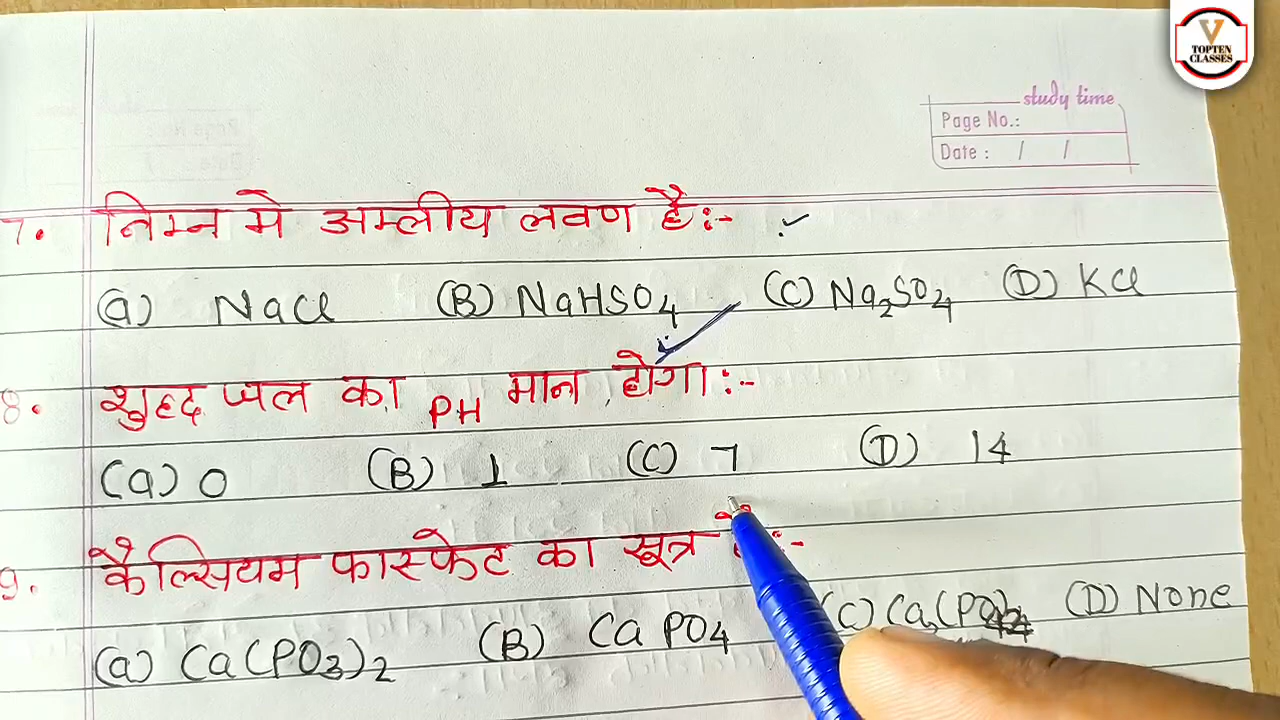 V
TOPTEN
CLASSES
study time
Page No.:
Date : / /
7. निम्न मे अम्लीय लवण है:-
(a) NaCl (B) NaHSO4 (C) Na2SO4 (D) KCl
8. शुद्द जल का PH मान होगा:-
(a) 0 (B) 1 (C) 7 (D) 14
9. कैल्सियम फास्फेट का सूत्र है:-
(a) Ca(PO3)2 (B) CaPO4 (C) (D) None